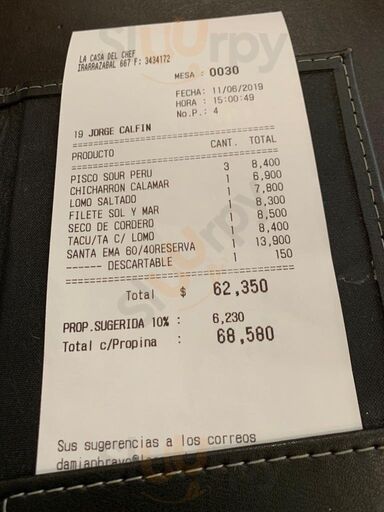 LA CASA DEL CHEF
IRARRAZABAL 667 F: 3434172
MESA : 0030
FECHA: 11/06/2019
HORA : 15:00:49
No.P.: 4
19 JORGE CALFIN
PRODUCTO CANT. TOTAL
PISCO SOUR PERU 3 8,400
CHICHARRON CALAMAR 1 6,900
LOMO SALTADO 1 7,800
FILETE SOL Y MAR 1 8,300
SECO DE CORDERO 1 8,500
TACU/TA C/ LOMO 1 8,400
SANTA EMA 60/40RESERVA 1 13,900
------ DESCARTABLE 1 150
Total $ 62,350
PROP.SUGERIDA 10% : 6,230
Total c/Propina : 68,580
Sus sugerencias a los correos